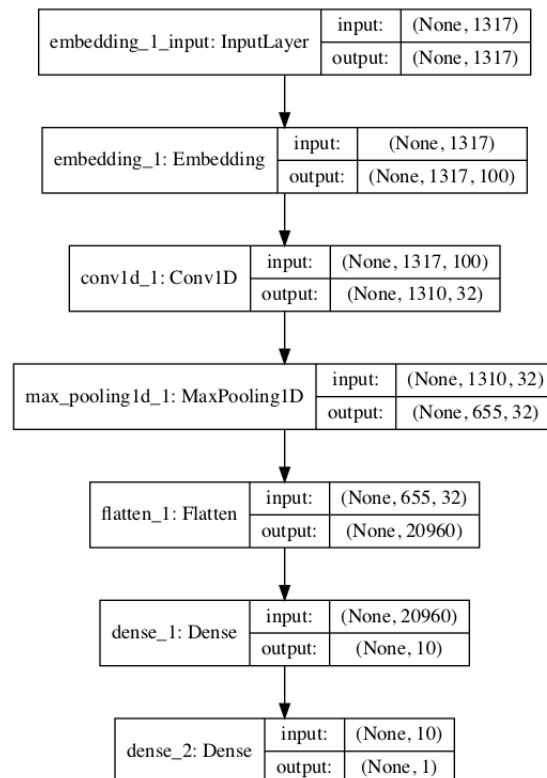 embedding_1_input: InputLayer
input: (None, 1317)
output: (None, 1317)
embedding_1: Embedding
input: (None, 1317)
output: (None, 1317, 100)
conv1d_1: Conv1D
input: (None, 1317, 100)
output: (None, 1310, 32)
max_pooling1d_1: MaxPooling1D
input: (None, 1310, 32)
output: (None, 655, 32)
flatten_1: Flatten
input: (None, 655, 32)
output: (None, 20960)
dense_1: Dense
input: (None, 20960)
output: (None, 10)
dense_2: Dense
input: (None, 10)
output: (None, 1)